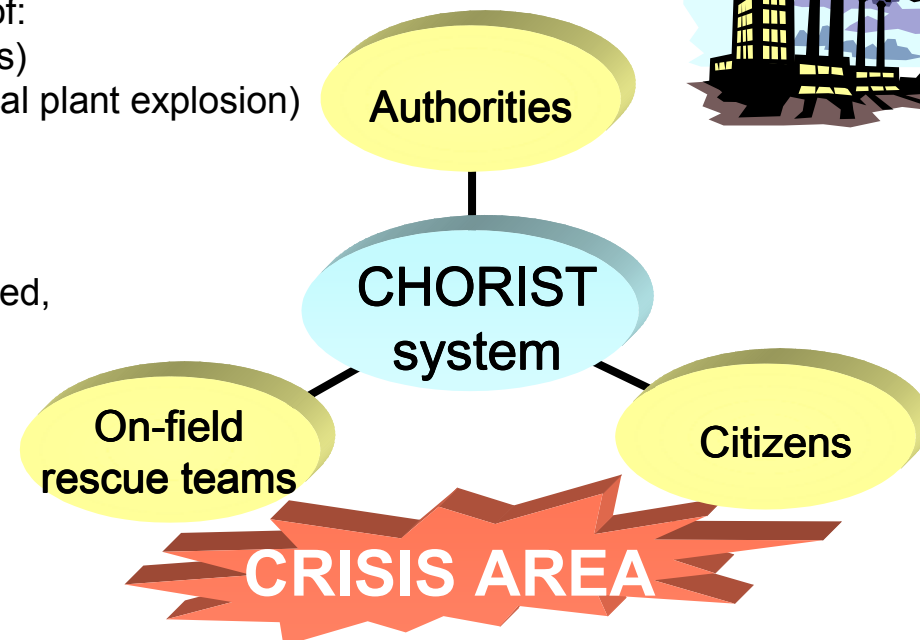 of:
s)
al plant explosion)
Authorities
ed,
CHORIST
system
On-field
rescue teams
Citizens
CRISIS AREA